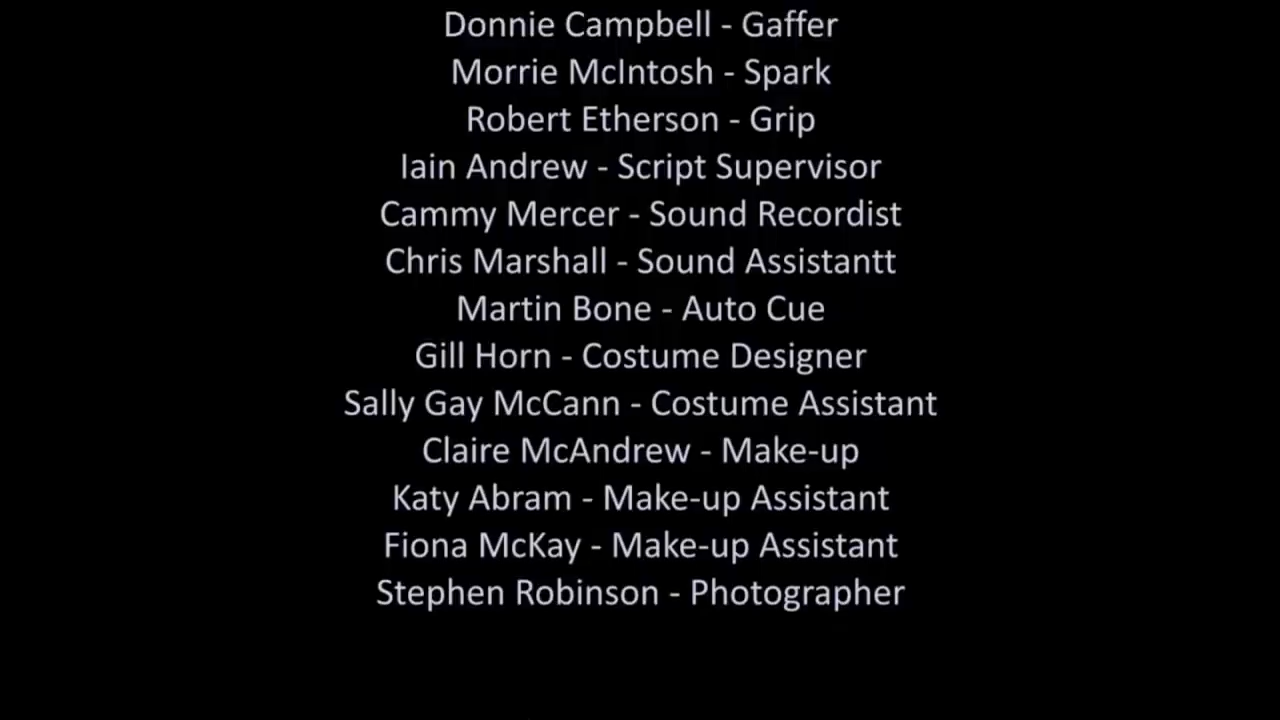 Donnie Campbell - Gaffer
Morrie McIntosh - Spark
Robert Etherson - Grip
Iain Andrew - Script Supervisor
Cammy Mercer - Sound Recordist
Chris Marshall - Sound Assistantt
Martin Bone - Auto Cue
Gill Horn - Costume Designer
Sally Gay McCann - Costume Assistant
Claire McAndrew - Make-up
Katy Abram - Make-up Assistant
Fiona McKay - Make-up Assistant
Stephen Robinson - Photographer